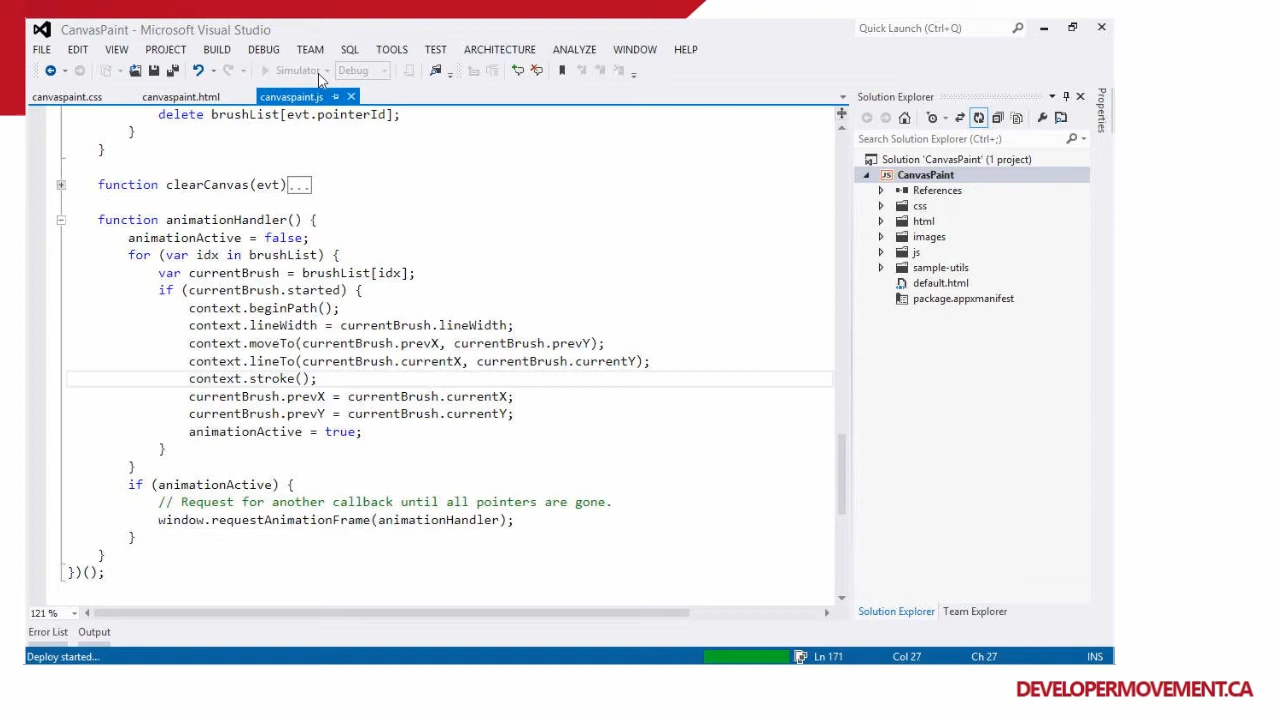 CanvasPaint - Microsoft Visual Studio
Quick Launch (Ctrl+Q)
FILE EDIT VIEW PROJECT BUILD DEBUG TEAM SQL TOOLS TEST ARCHITECTURE ANALYZE WINDOW HELP
Simulator Debug
canvaspaint.css canvaspaint.html canvaspaint.js
delete brushList[evt.pointerId];
}
}
function clearCanvas(evt)...
function animationHandler() {
animationActive = false;
for (var idx in brushList) {
var currentBrush = brushList[idx];
if (currentBrush.started) {
context.beginPath();
context.lineWidth = currentBrush.lineWidth;
context.moveTo(currentBrush.prevX, currentBrush.prevY);
context.lineTo(currentBrush.currentX, currentBrush.currentY);
context.stroke();
currentBrush.prevX = currentBrush.currentX;
currentBrush.prevY = currentBrush.currentY;
animationActive = true;
}
}
if (animationActive) {
// Request for another callback until all pointers are gone.
window.requestAnimationFrame(animationHandler);
}
}
})();
121 %
Error List Output
Solution Explorer
Search Solution Explorer (Ctrl+;)
Solution 'CanvasPaint' (1 project)
JS CanvasPaint
References
css
html
images
js
sample-utils
default.html
package.appxmanifest
Solution Explorer Team Explorer
Properties
Deploy started... Ln 171 Col 27 Ch 27 INS
DEVELOPERMOVEMENT.CA